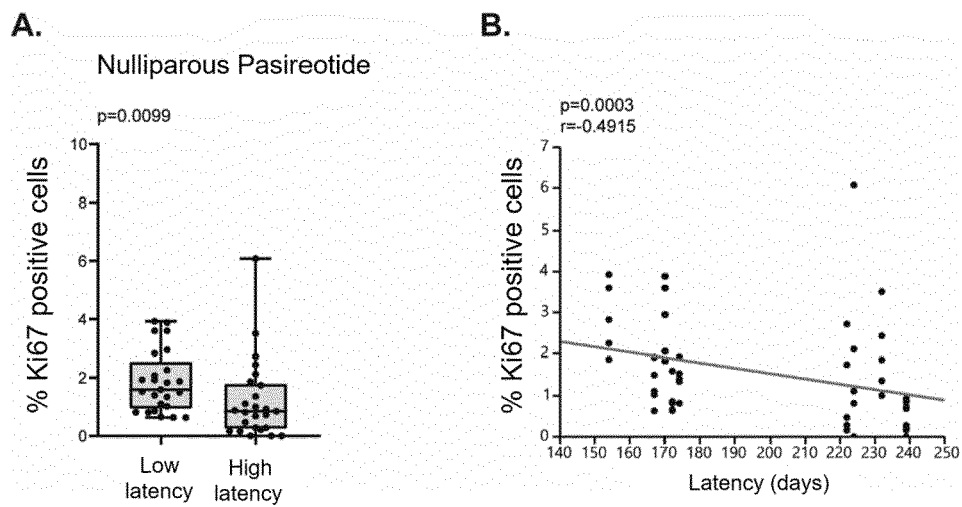 A.
Nulliparous Pasireotide
p=0.0099
% Ki67 positive cells
10
8
6
4
2
0
Low
latency
High
latency
B.
p=0.0003
r=-0.4915
% Ki67 positive cells
7
6
5
4
3
2
1
0
140 150 160 170 180 190 200 210 220 230 240 250
Latency (days)